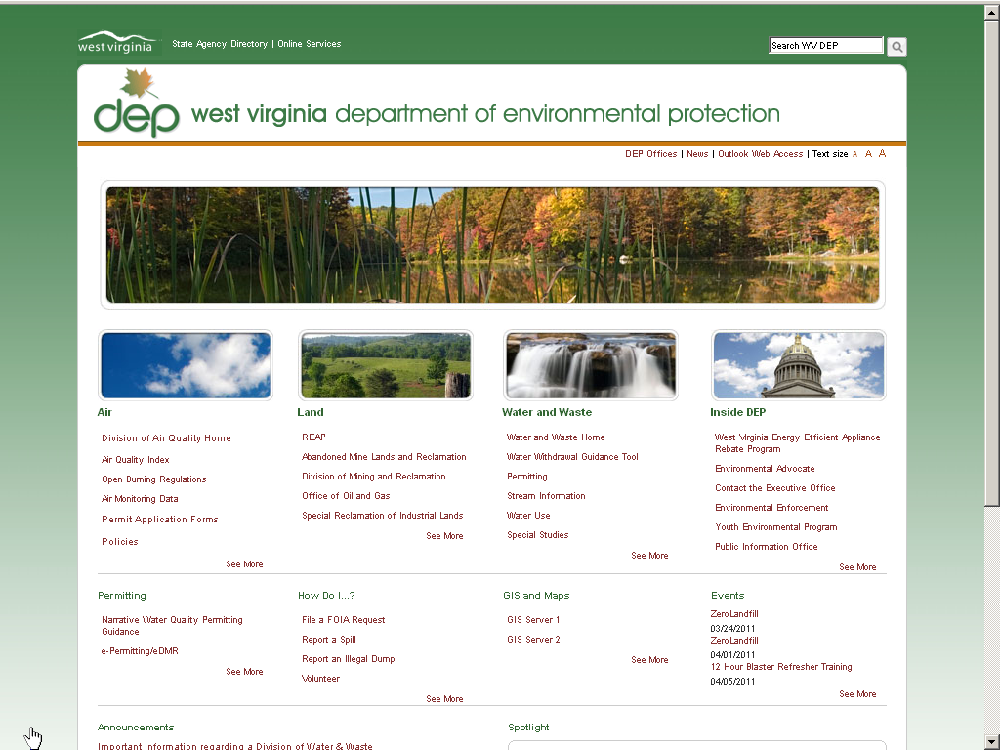 west virginia
State Agency Directory | Online Services
Search WV DEP
dep west virginia department of environmental protection
DEP Offices | News | Outlook Web Access | Text size A A A
Air
Division of Air Quality Home
Air Quality Index
Open Burning Regulations
Air Monitoring Data
Permit Application Forms
Policies
See More
Land
REAP
Abandoned Mine Lands and Reclamation
Division of Mining and Reclamation
Office of Oil and Gas
Special Reclamation of Industrial Lands
See More
Water and Waste
Water and Waste Home
Water Withdrawal Guidance Tool
Permitting
Stream Information
Water Use
Special Studies
See More
Inside DEP
West Virginia Energy Efficient Appliance
Rebate Program
Environmental Advocate
Contact the Executive Office
Environmental Enforcement
Youth Environmental Program
Public Information Office
See More
Permitting
Narrative Water Quality Permitting
Guidance
e-Permitting/eDMR
See More
How Do I...?
File a FOIA Request
Report a Spill
Report an Illegal Dump
Volunteer
See More
GIS and Maps
GIS Server 1
GIS Server 2
See More
Events
ZeroLandfill
03/24/2011
ZeroLandfill
04/01/2011
12 Hour Blaster Refresher Training
04/05/2011
See More
Announcements
Important information regarding a Division of Water & Waste
Spotlight